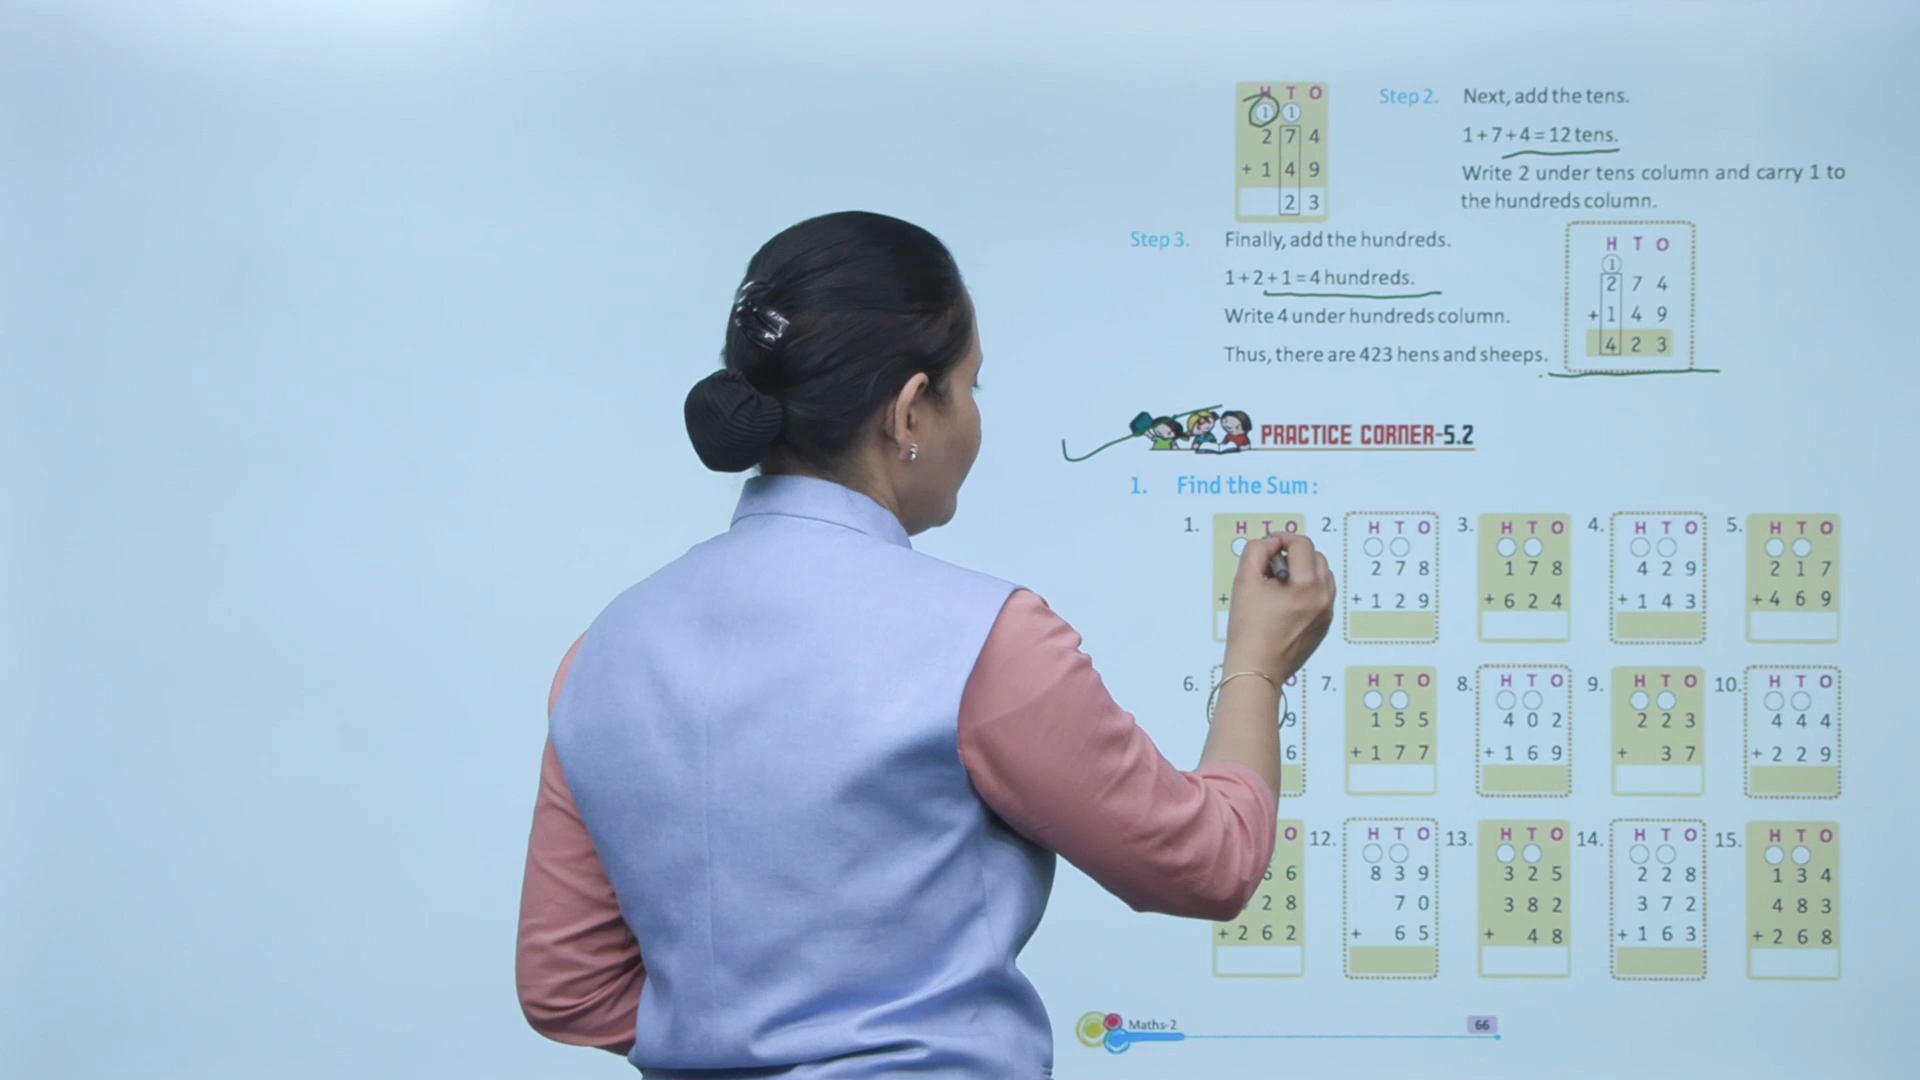 H T O
1 1
2 7 4
+ 1 4 9
2 3
Step 2. Next, add the tens.
1+7+4=12 tens.
Write 2 under tens column and carry 1 to
the hundreds column.
Step 3. Finally, add the hundreds.
1+2+1=4 hundreds.
Write 4 under hundreds column.
Thus, there are 423 hens and sheeps.
H T O
1
2 7 4
+ 1 4 9
4 2 3
PRACTICE CORNER-5.2
1. Find the Sum :
1. H T O
+
2. H T O
2 7 8
+ 1 2 9
3. H T O
1 7 8
+ 6 2 4
4. H T O
4 2 9
+ 1 4 3
5. H T O
2 1 7
+ 4 6 9
6. O
9
6
7. H T O
1 5 5
+ 1 7 7
8. H T O
4 0 2
+ 1 6 9
9. H T O
2 2 3
+ 3 7
10. H T O
4 4 4
+ 2 2 9
O
6 6
2 8
+ 2 6 2
12. H T O
8 3 9
7 0
+ 6 5
13. H T O
3 2 5
3 8 2
+ 4 8
14. H T O
2 2 8
3 7 2
+ 1 6 3
15. H T O
1 3 4
4 8 3
+ 2 6 8
Maths-2
66